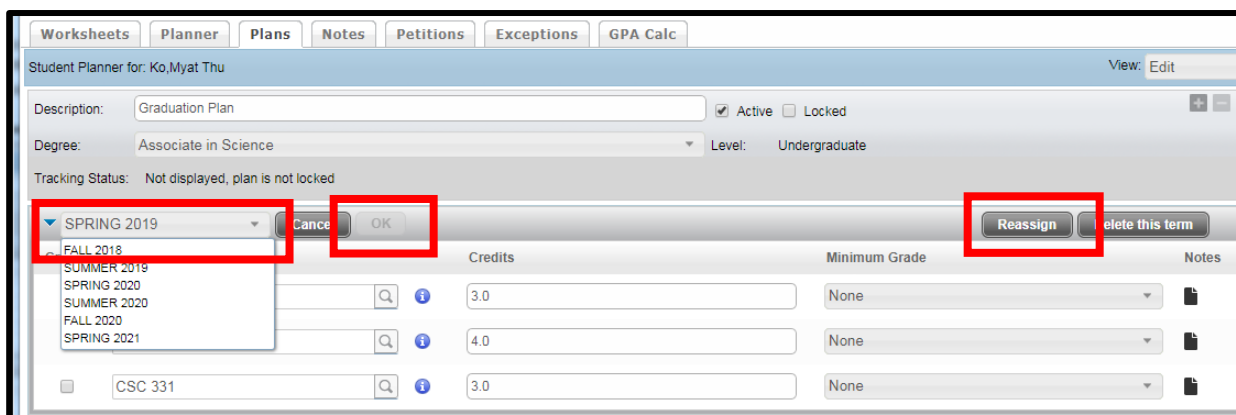 Worksheets Planner Plans Notes Petitions Exceptions GPA Calc
Student Planner for: Ko,Myat Thu View: Edit
Description: Graduation Plan Active Locked
Degree: Associate in Science Level: Undergraduate
Tracking Status: Not displayed, plan is not locked
SPRING 2019 Cancel OK Reassign Delete this term
FALL 2018
Credits Minimum Grade Notes
SUMMER 2019
SPRING 2020
3.0 None
SUMMER 2020
FALL 2020
SPRING 2021
4.0 None
CSC 331 3.0 None